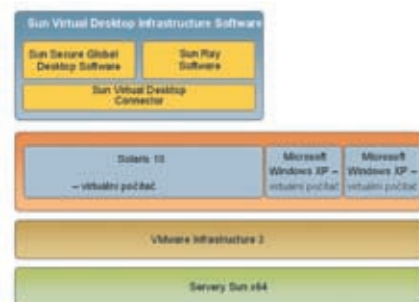 Sun Virtual Desktop Infrastructure Software
Sun Secure Global
Desktop Software
Sun Ray
Software
Sun Virtual Desktop
Connector
Solaris 10
– virtuální počítač
Microsoft
Windows XP –
virtuální počítač
Microsoft
Windows XP –
virtuální počítač
VMware Infrastructure 3
Servery Sun x64